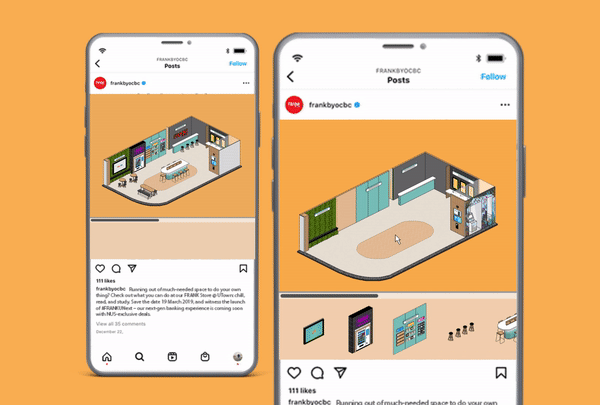 FRANKBYOCBC
Posts
Follow
frankbyocbc
111 likes
frankbyocbc Running out of much-needed space to do your own
thing? Check out what you can do at our FRANK Store @ UTown: chill,
read, and study. Save the date 19 March 2019, and witness the launch
of #FRANKUNext – our next-gen banking experience is coming soon
with NUS-exclusive deals.
View all 35 comments
December 21,
FRANKBYOCBC
Posts
Follow
frankbyocbc
111 likes
frankbyocbc Running out of much-needed space to do your own